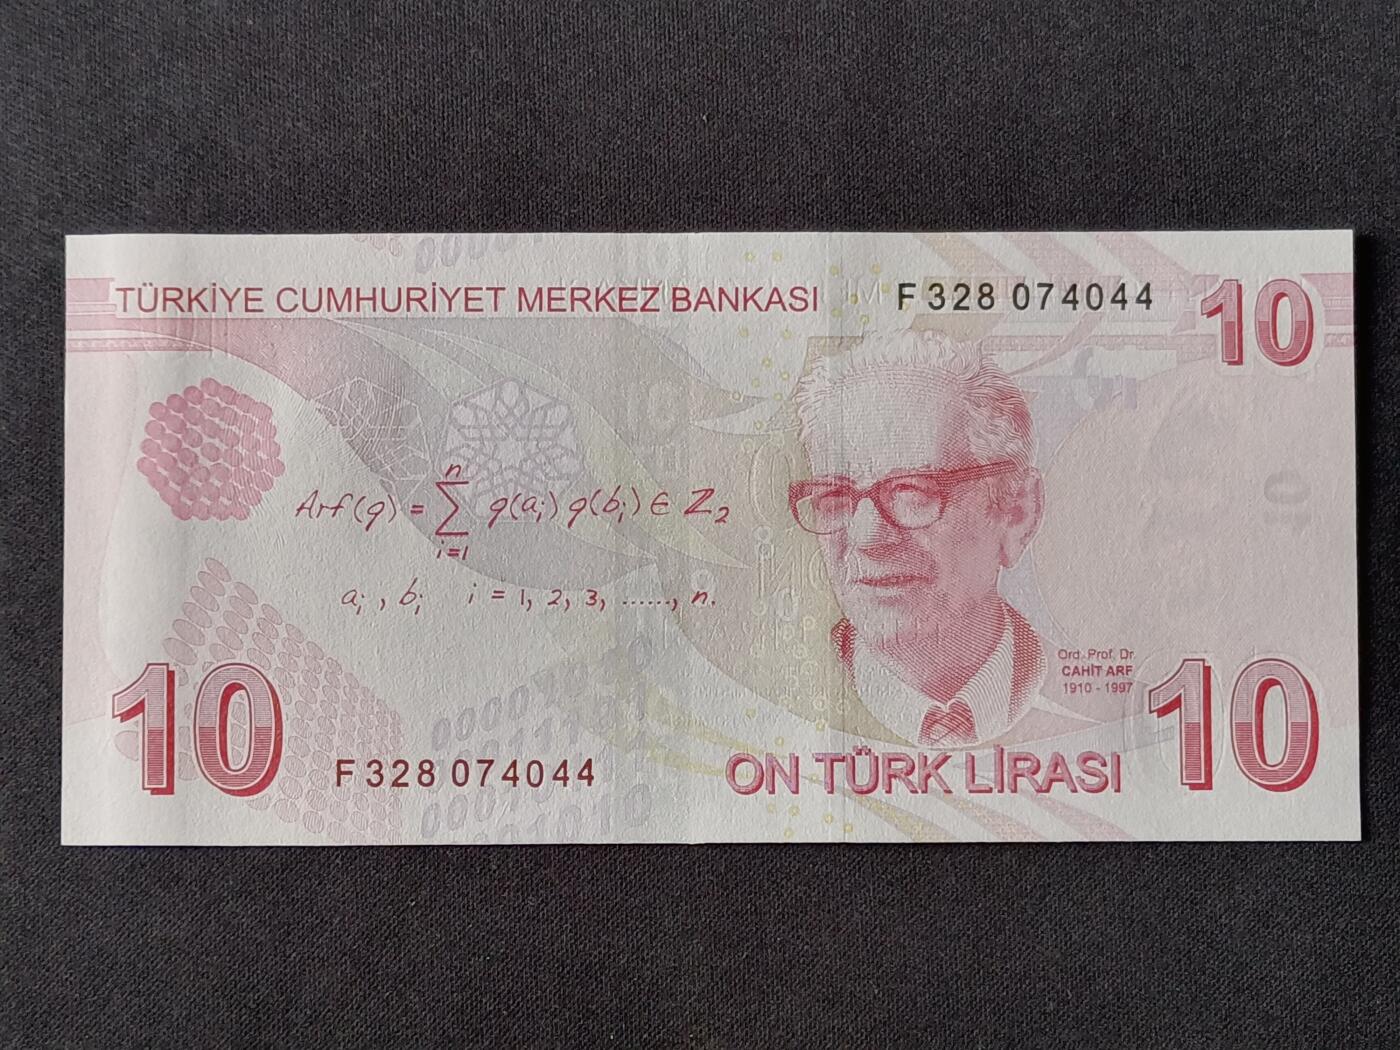 TÜRKİYE CUMHURİYET MERKEZ BANKASI F328 074044 10
Arf(q) = n ∑ i=1 q(aᵢ) q(bᵢ) ∈ ℤ₂
aᵢ, bᵢ i = 1, 2, 3, ......, n.
Ord. Prof. Dr.
CAHİT ARF
1910 - 1997
10 F328 074044 ON TÜRK LİRASI 10